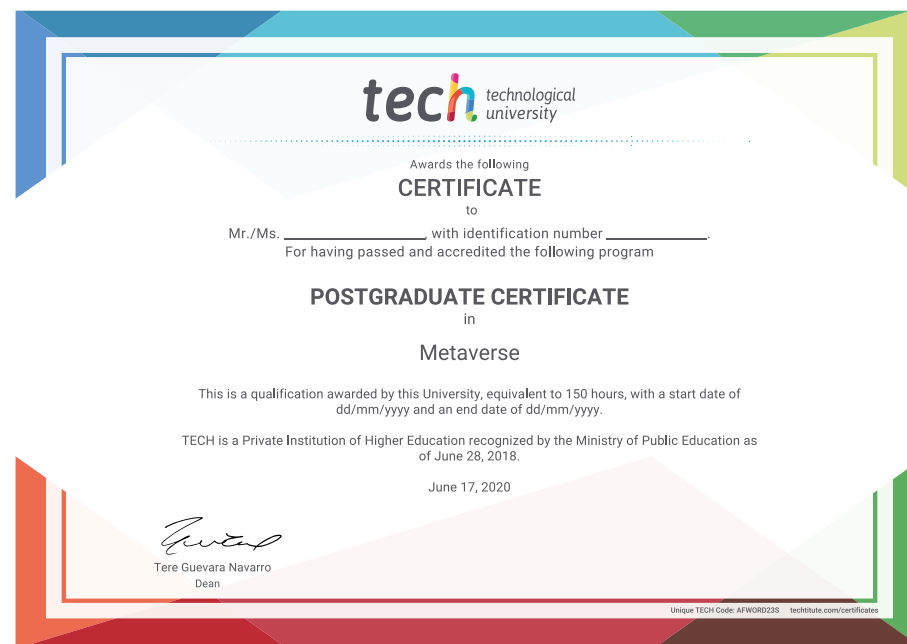 tech technological
university
Awards the following
CERTIFICATE
to
Mr./Ms. ____________________, with identification number ______________.
For having passed and accredited the following program
POSTGRADUATE CERTIFICATE
in
Metaverse
This is a qualification awarded by this University, equivalent to 150 hours, with a start date of
dd/mm/yyyy and an end date of dd/mm/yyyy.
TECH is a Private Institution of Higher Education recognized by the Ministry of Public Education as
of June 28, 2018.
June 17, 2020
Tere Guevara Navarro
Dean
Unique TECH Code: AFWORD23S techtitute.com/certificates